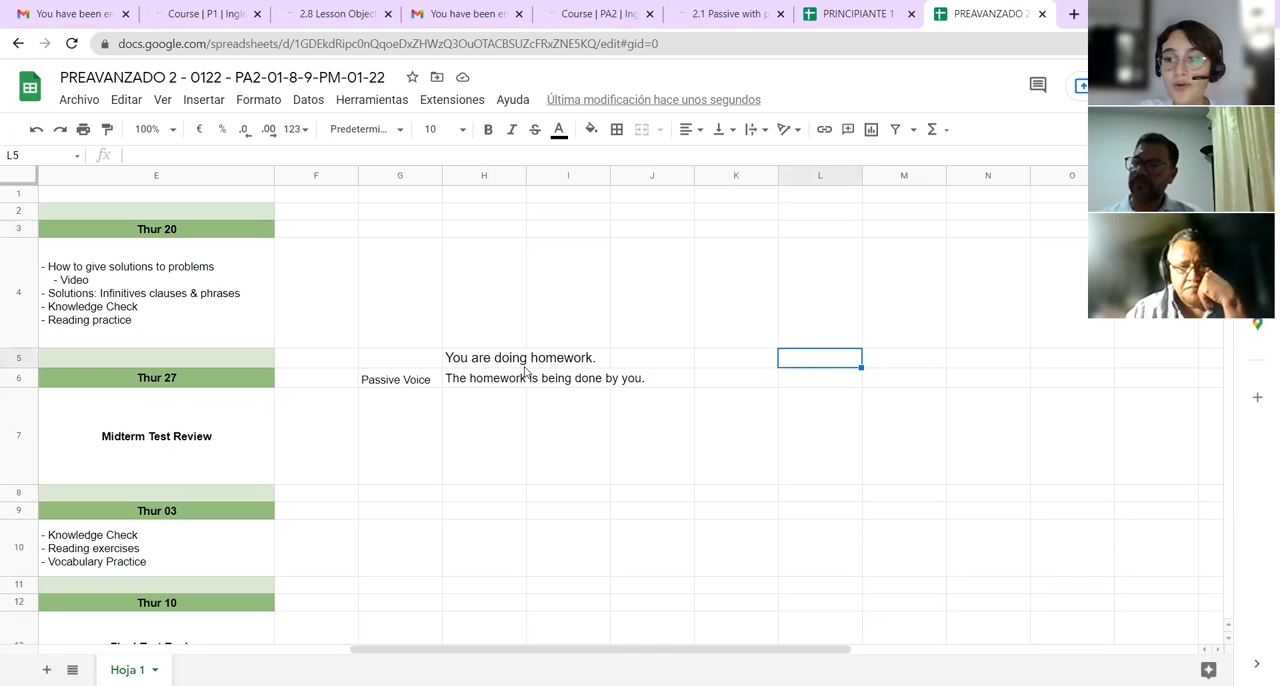 You have been en
Course | P1 | Ingl
2.8 Lesson Objec
You have been en
Course | PA2 | Ing
2.1 Passive with p
PRINCIPIANTE 1
PREAVANZADO 2
docs.google.com/spreadsheets/d/1GDEkdRipc0nQqoeDxZHWzQ3OuOTACBSUZcFRxZNE5KQ/edit#gid=0
PREAVANZADO 2 - 0122 - PA2-01-8-9-PM-01-22
Archivo Editar Ver Insertar Formato Datos Herramientas Extensiones Ayuda Última modificación hace unos segundos
100% € % .0 .00 123 Predetermi... 10 B I S A
L5 fx
E F G H I J K L M N O
1
2
3 Thur 20
- How to give solutions to problems
- Video
4 - Solutions: Infinitives clauses & phrases
- Knowledge Check
- Reading practice
5 You are doing homework.
6 Thur 27 Passive Voice The homework is being done by you.
7 Midterm Test Review
8
9 Thur 03
- Knowledge Check
10 - Reading exercises
- Vocabulary Practice
11
12 Thur 10
Hoja 1